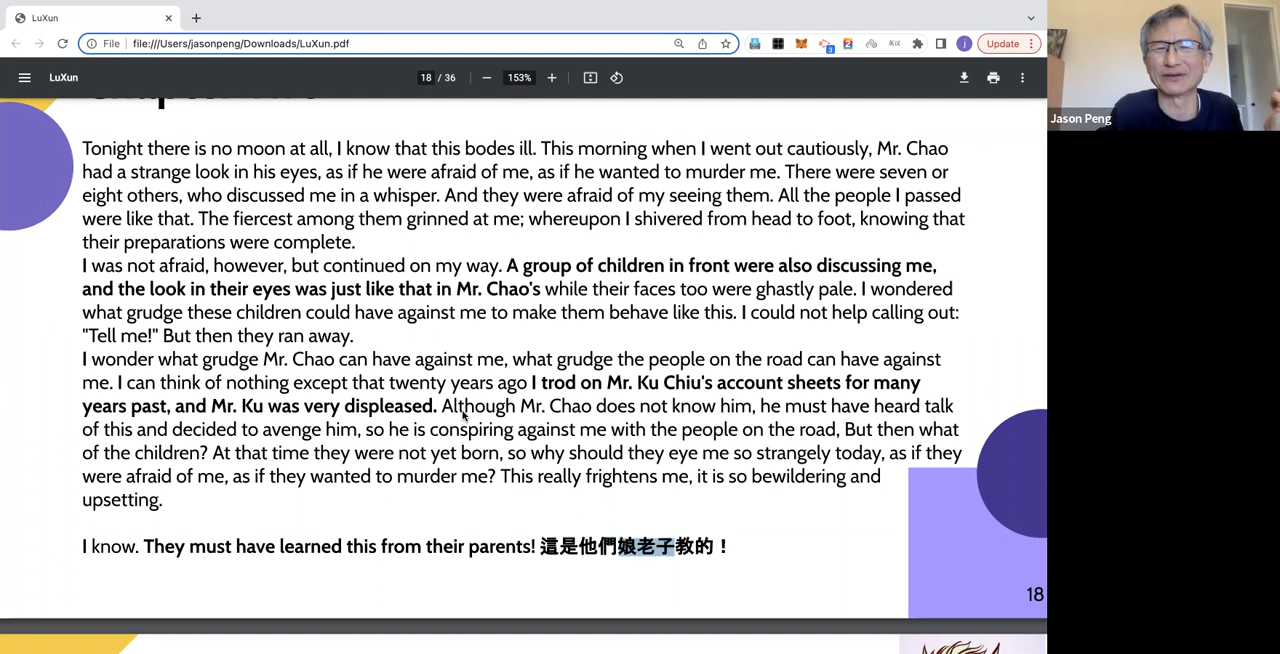 LuXun
File
file:///Users/jasonpeng/Downloads/LuXun.pdf
Update
LuXun
18 / 36
153%
Jason Peng
Tonight there is no moon at all, I know that this bodes ill. This morning when I went out cautiously, Mr. Chao
had a strange look in his eyes, as if he were afraid of me, as if he wanted to murder me. There were seven or
eight others, who discussed me in a whisper. And they were afraid of my seeing them. All the people I passed
were like that. The fiercest among them grinned at me; whereupon I shivered from head to foot, knowing that
their preparations were complete.
I was not afraid, however, but continued on my way. A group of children in front were also discussing me,
and the look in their eyes was just like that in Mr. Chao's while their faces too were ghastly pale. I wondered
what grudge these children could have against me to make them behave like this. I could not help calling out:
"Tell me!" But then they ran away.
I wonder what grudge Mr. Chao can have against me, what grudge the people on the road can have against
me. I can think of nothing except that twenty years ago I trod on Mr. Ku Chiu's account sheets for many
years past, and Mr. Ku was very displeased. Although Mr. Chao does not know him, he must have heard talk
of this and decided to avenge him, so he is conspiring against me with the people on the road, But then what
of the children? At that time they were not yet born, so why should they eye me so strangely today, as if they
were afraid of me, as if they wanted to murder me? This really frightens me, it is so bewildering and
upsetting.
I know. They must have learned this from their parents! 這是他們娘老子教的！
18